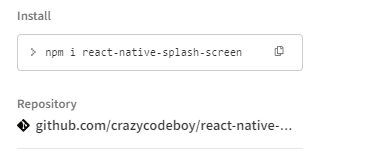 Install
> npm i react-native-splash-screen
Repository
github.com/crazycodeboy/react-native-...